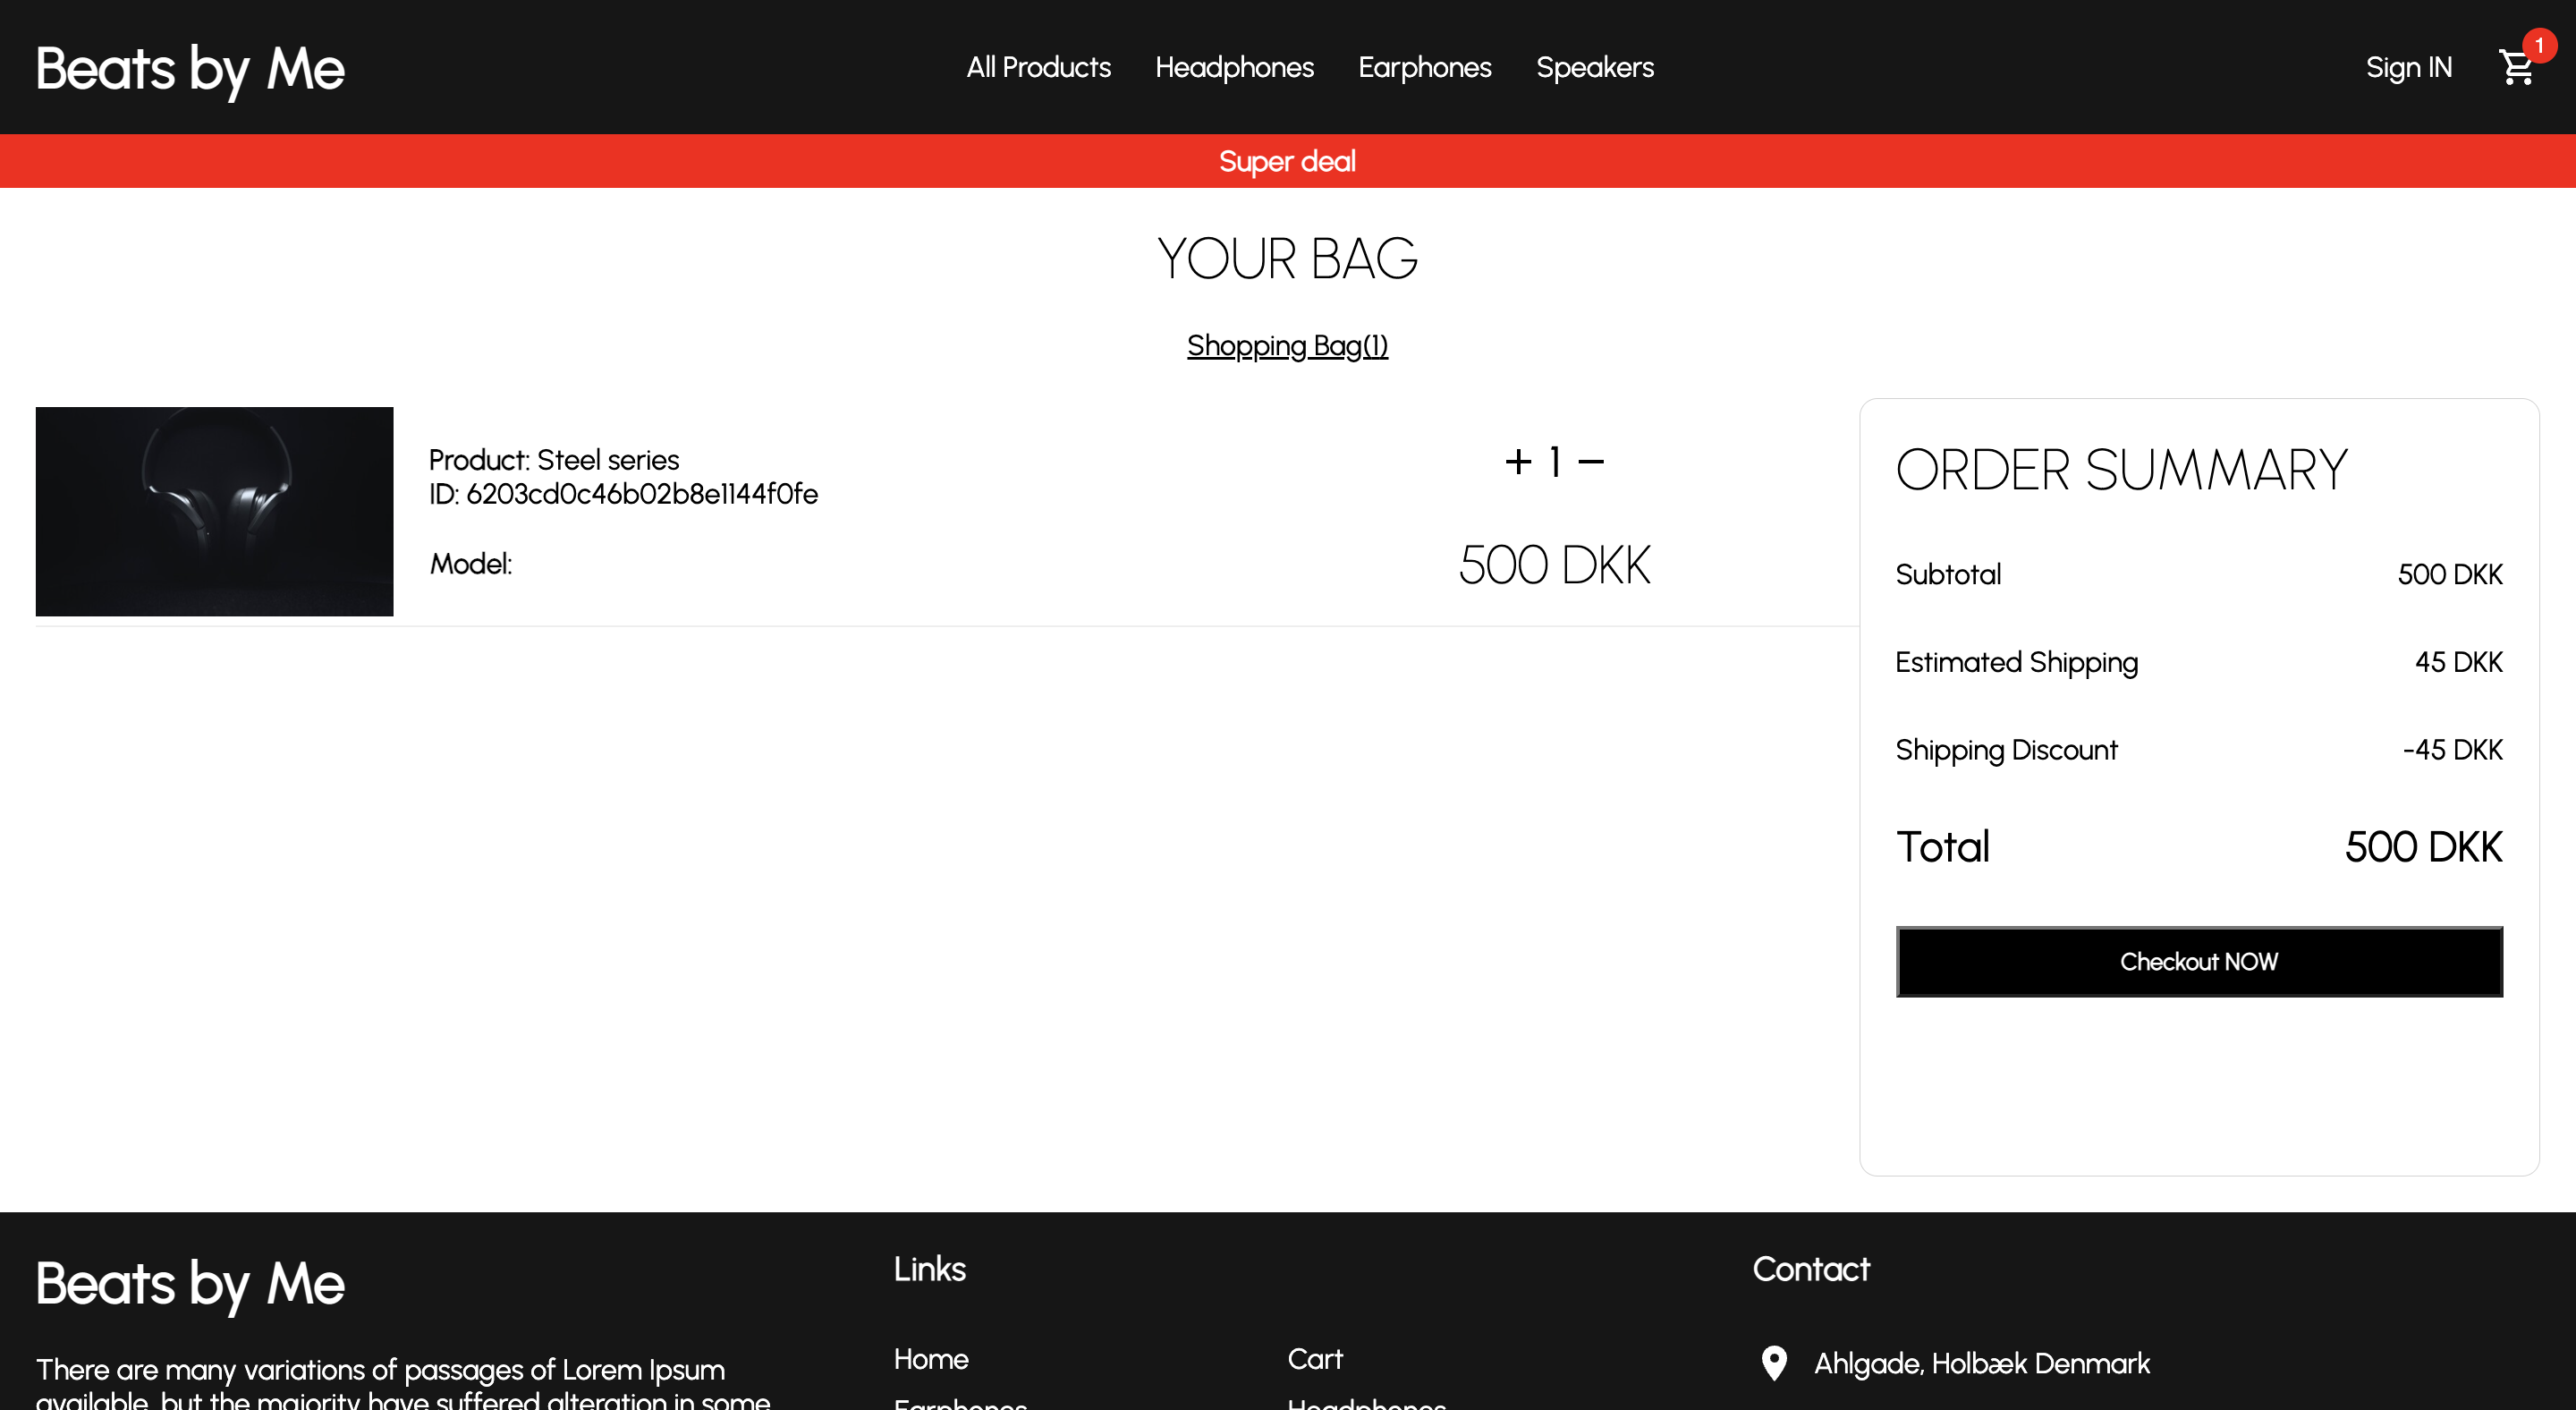 Beats by Me
All Products Headphones Earphones Speakers
Sign IN
1
Super deal
YOUR BAG
Shopping Bag(1)
Product: Steel series
ID: 6203cd0c46b02b8e1144f0fe
Model:
+ 1 −
500 DKK
ORDER SUMMARY
Subtotal 500 DKK
Estimated Shipping 45 DKK
Shipping Discount -45 DKK
Total 500 DKK
Checkout NOW
Beats by Me
There are many variations of passages of Lorem Ipsum
available, but the majority have suffered alteration in some
Links
Home Cart
Earphones Headphones
Contact
Ahlgade, Holbæk Denmark